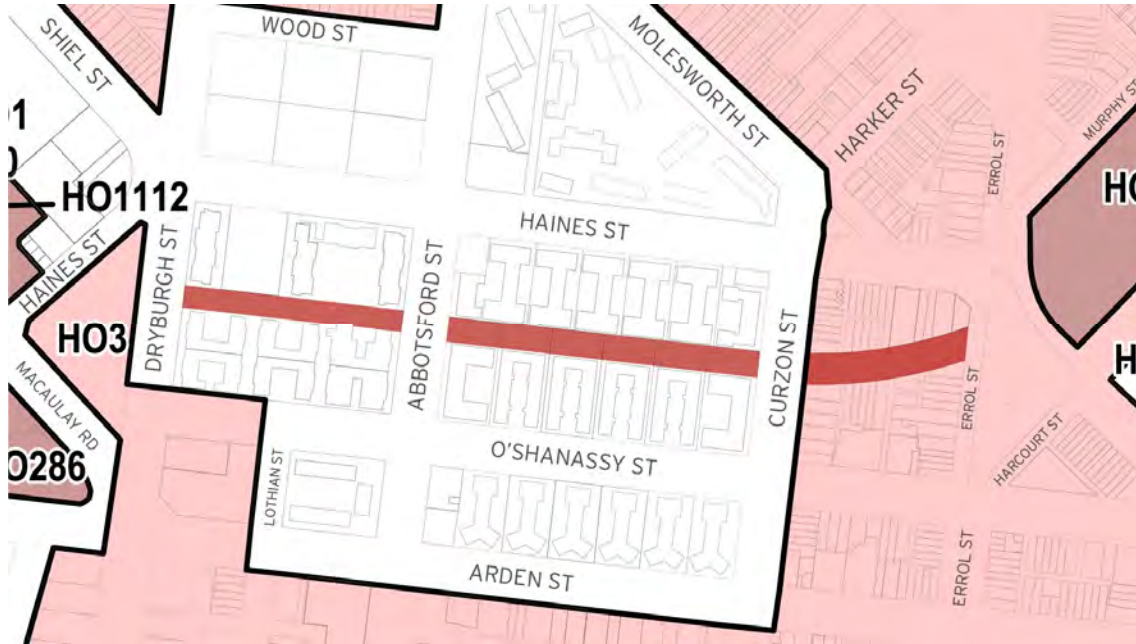 WOOD ST
SHIEL ST
MOLESWORTH ST
HARKER ST
MURPHY ST
ERROL ST
HO1112
HAINES ST
HAINES ST
DRYBURGH ST
ABBOTSFORD ST
CURZON ST
HO3
MACAULAY RD
O286
O'SHANASSY ST
LOTHIAN ST
ERROL ST
HARCOURT ST
ARDEN ST
ERROL ST